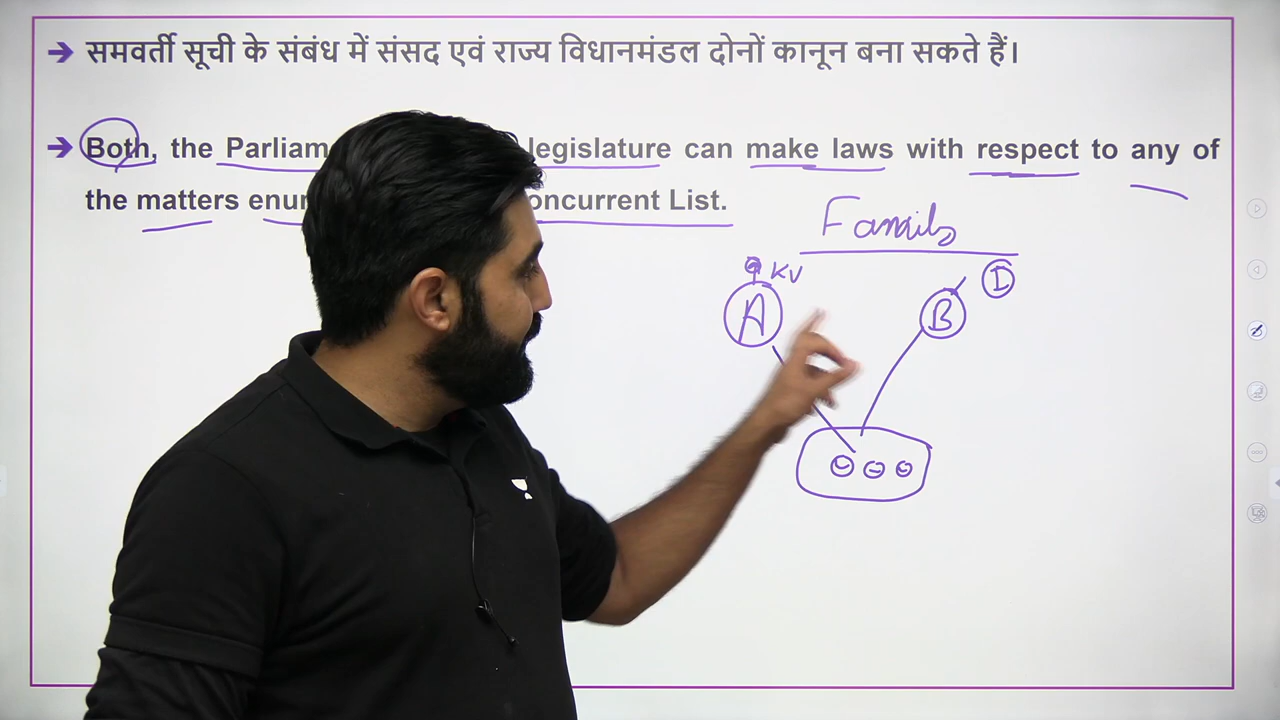 समवर्ती सूची के संबंध में संसद एवं राज्य विधानमंडल दोनों कानून बना सकते हैं।
Both, the Parliam legislature can make laws with respect to any of
the matters enu oncurrent List.
Family
KV
I
A
B